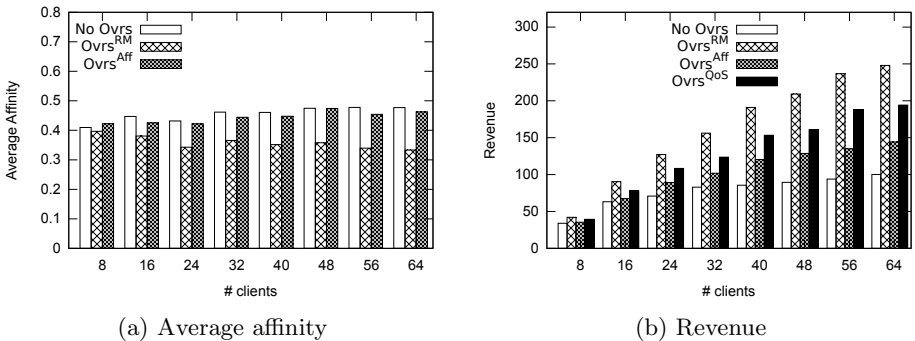 0.8
0.7
0.6
0.5
0.4
0.3
0.2
0.1
0
Average Affinity
No Ovrs
Ovrs^RM
Ovrs^Aff
8 16 24 32 40 48 56 64
# clients
(a) Average affinity
300
250
200
150
100
50
0
Revenue
No Ovrs
Ovrs^RM
Ovrs^Aff
Ovrs^QoS
8 16 24 32 40 48 56 64
# clients
(b) Revenue